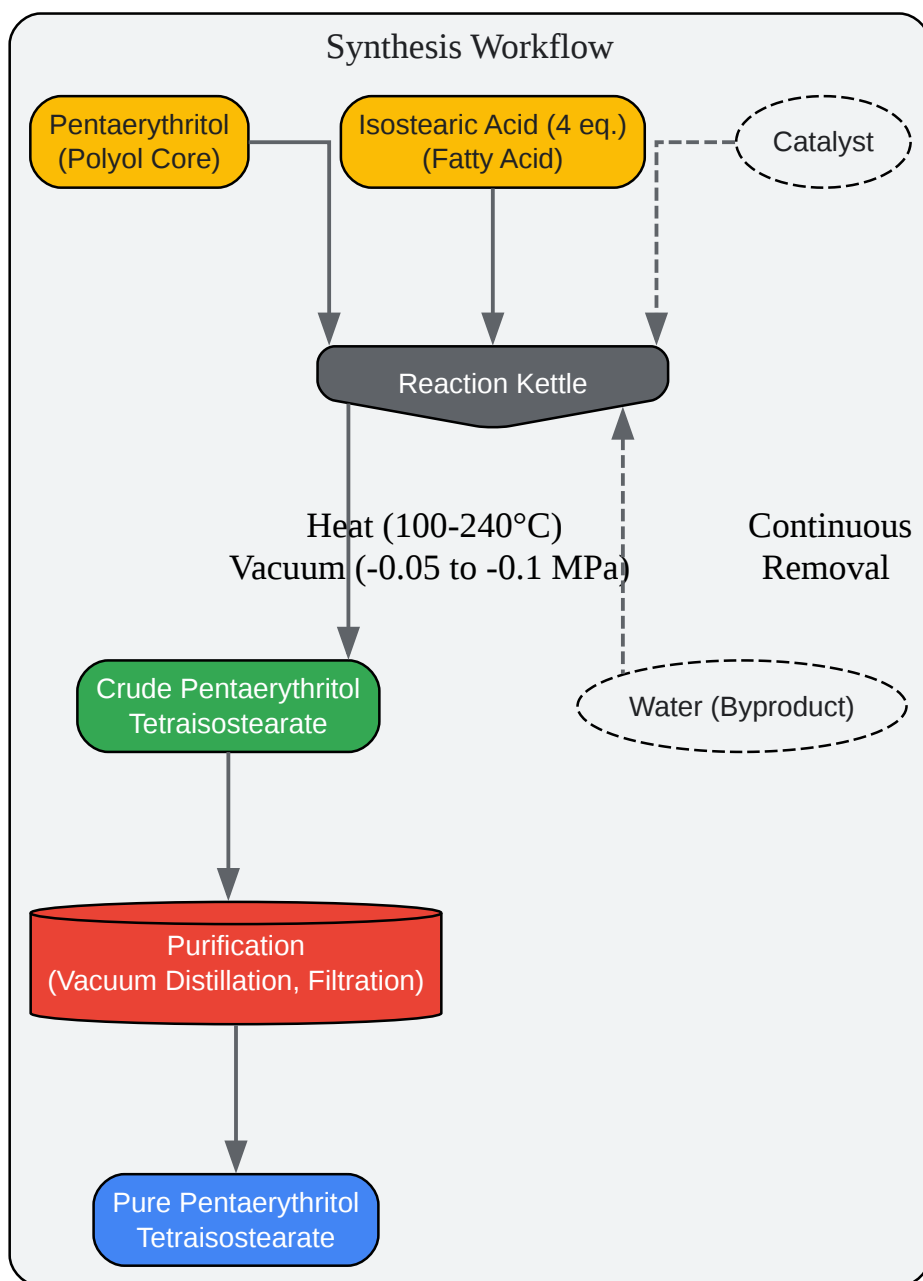 Synthesis Workflow
Pentaerythritol
(Polyol Core)
Isostearic Acid (4 eq.)
(Fatty Acid)
Catalyst
Reaction Kettle
Heat (100-240°C)
Vacuum (-0.05 to -0.1 MPa)
Continuous
Removal
Crude Pentaerythritol
Tetraisostearate
Water (Byproduct)
Purification
(Vacuum Distillation, Filtration)
Pure Pentaerythritol
Tetraisostearate